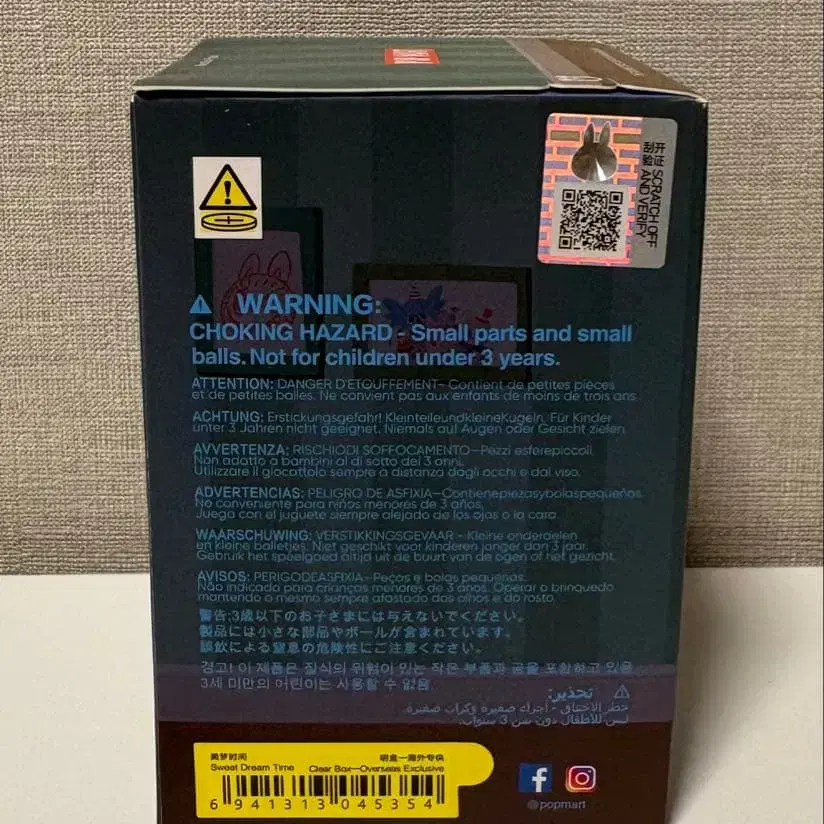 开证 SCRATCH OFF
刮验 AND VERIFY
WARNING:
CHOKING HAZARD - Small parts and small
balls. Not for children under 3 years.
ATTENTION: DANGER D'ETOUFFEMENT- Contient de petites pièces
et de petites balles. Ne convient pas aux enfants de moins de trois ans
ACHTUNG: Erstickungsgefahr! KleinteileundkleineKugeln. Für Kinder
unter 3 Jahren nicht geeignet. Niemals auf Augen oder Gesicht zielen
AVVERTENZA: RISCHIODI SOFFOCAMENTO-Pezzi esferepiccoli.
Non adatto a bambini al di sotto dei 3 anni.
Utilizzare il giocattolo sempre a distanza dagli occhi e dal viso.
ADVERTENCIAS: PELIGRO DE ASFIXIA-Contienepiezasybolaspequeñas.
No conveniente para niños menores de 3 años.
Juega con el juguete siempre alejado de los ojos o la cara.
WAARSCHUWING: VERSTIKKINGSGEVAAR - Kleine onderdelen
en kleine balletjes. Niet geschikt voor kinderen janger dan 3 jaar.
Gebruik het speelgoed altijd uit de buurt van de ogen of het gezicht.
AVISOS: PERIGODEASFIXIA-Peças e bolas pequenas.
Não indicada para crianças menores de 3 anos. Operar o brinquedo
mantendo o mesmo sempre afastado dos olhos e do rosto.
警告:3歳以下のお子さまには与えないでください。
製品には小さな部品やボールが含まれています。
誤飲による窒息の危険性にご注意ください。
경고! 이 제품은 질식의 위험이 있는 작은 부품과 공을 포함하고 있음
3세 미만의 어린이는 사용할 수 없음
تحذير:
خطر الاختناق - أجزاء صغيرة وكرات صغيرة.
ليس للأطفال دون سن 3 سنوات.
美梦时间 明盒—海外专供
Sweet Dream Time Clear Box—Overseas Exclusive
6 941313 045354
@popmart